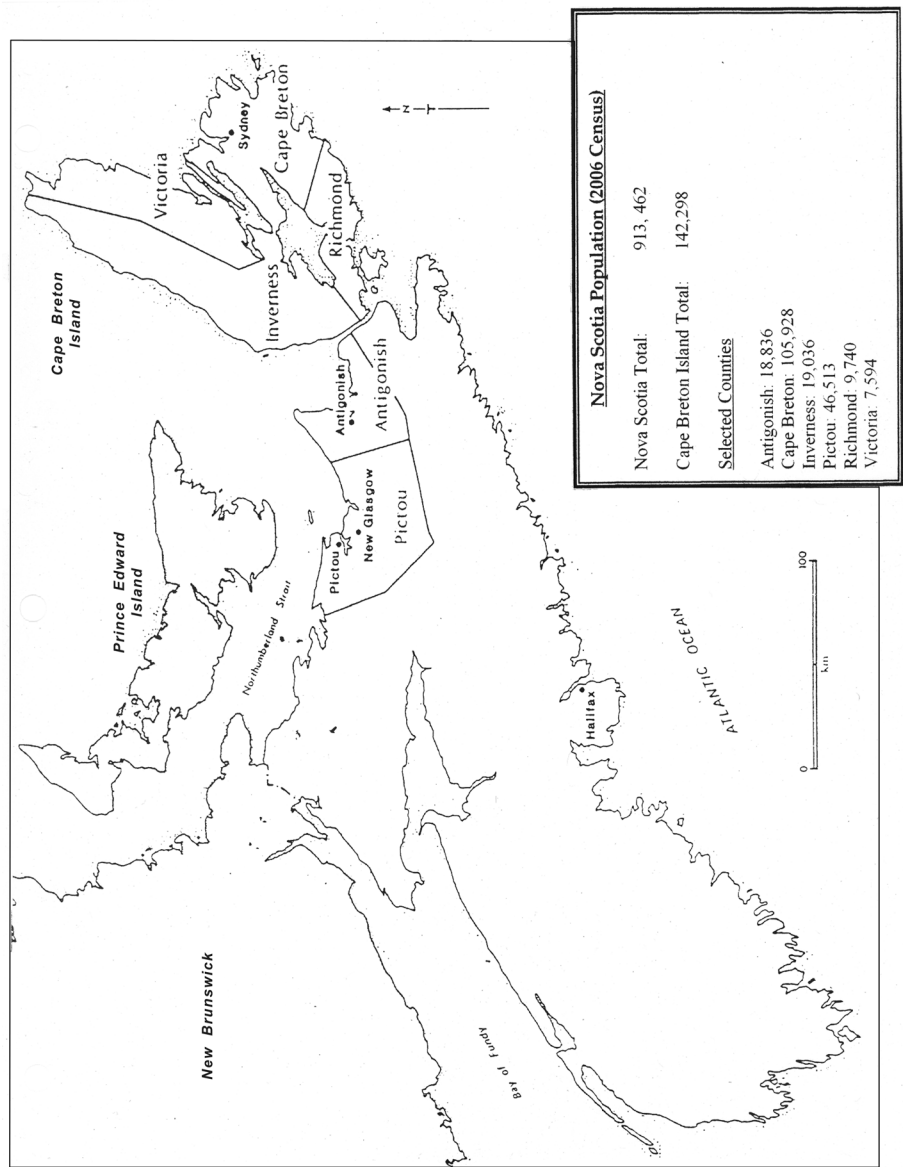 Cape Breton
Island
Prince Edward
Island
New Brunswick
Victoria
Sydney
Cape Breton
Inverness
Richmond
Antigonish
Antigonish
Pictou
New Glasgow
Pictou
Northumberland Strait
Bay of Fundy
Halifax
ATLANTIC OCEAN
N
T
0
100
km
Nova Scotia Population (2006 Census)
Nova Scotia Total: 913, 462
Cape Breton Island Total: 142,298
Selected Counties
Antigonish: 18,836
Cape Breton: 105,928
Inverness: 19,036
Pictou: 46,513
Richmond: 9,740
Victoria: 7,594